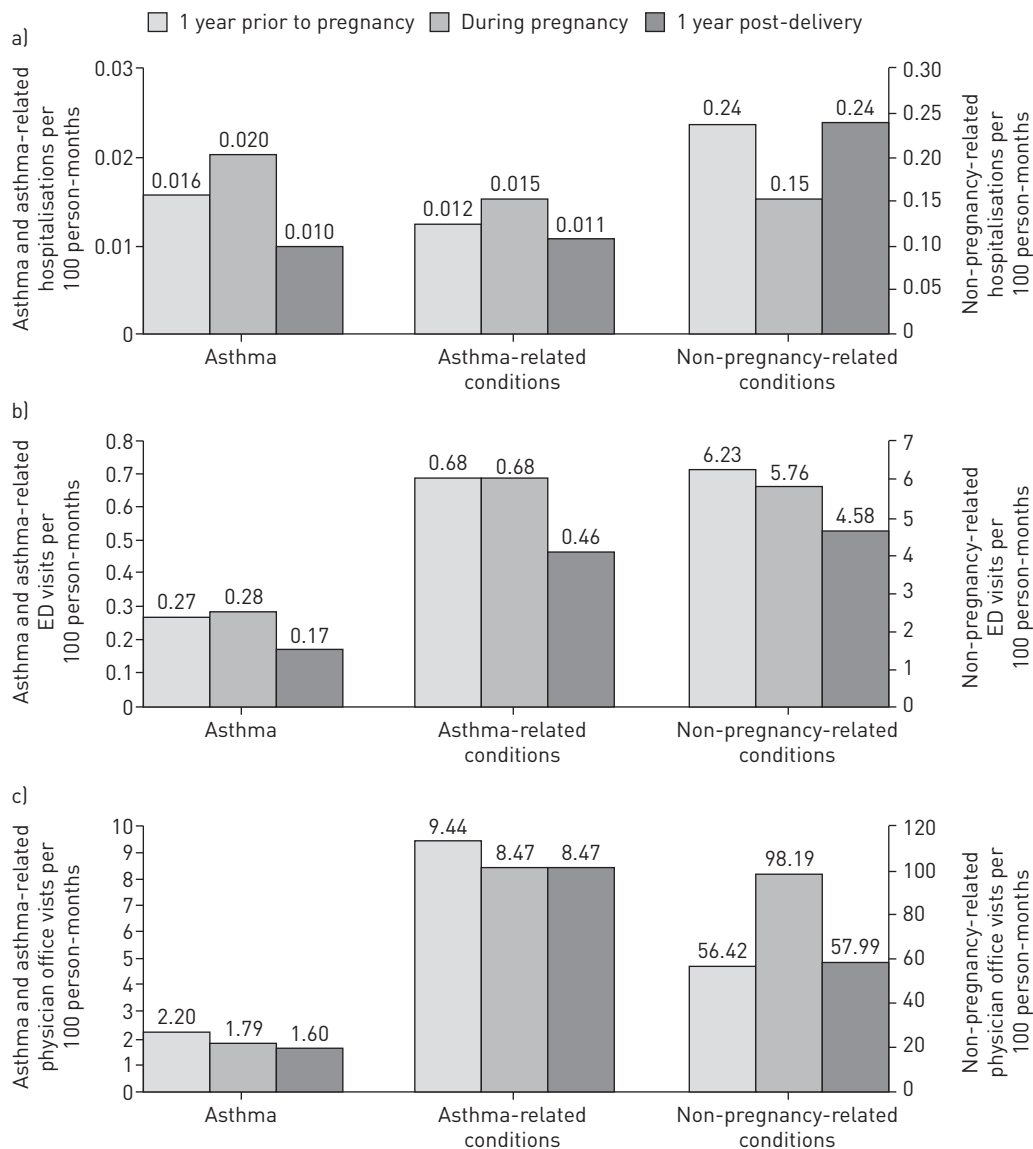 1 year prior to pregnancy During pregnancy 1 year post-delivery
a)
Asthma and asthma-related
hospitalisations per
100 person-months
0.03
0.02
0.01
0
0.016
0.020
0.010
0.012
0.015
0.011
0.24
0.15
0.24
0.30
0.25
0.20
0.15
0.10
0.05
0
Non-pregnancy-related
hospitalisations per
100 person-months
Asthma
Asthma-related
conditions
Non-pregnancy-related
conditions
b)
Asthma and asthma-related
ED visits per
100 person-months
0.8
0.7
0.6
0.5
0.4
0.3
0.2
0.1
0
0.27
0.28
0.17
0.68
0.68
0.46
6.23
5.76
4.58
7
6
5
4
3
2
1
0
Non-pregnancy-related
ED visits per
100 person-months
Asthma
Asthma-related
conditions
Non-pregnancy-related
conditions
c)
Asthma and asthma-related
physician office vists per
100 person-months
10
9
8
7
6
5
4
3
2
1
0
2.20
1.79
1.60
9.44
8.47
8.47
56.42
98.19
57.99
120
100
80
60
40
20
0
Non-pregnancy-related
physician office vists per
100 person-months
Asthma
Asthma-related
conditions
Non-pregnancy-related
conditions